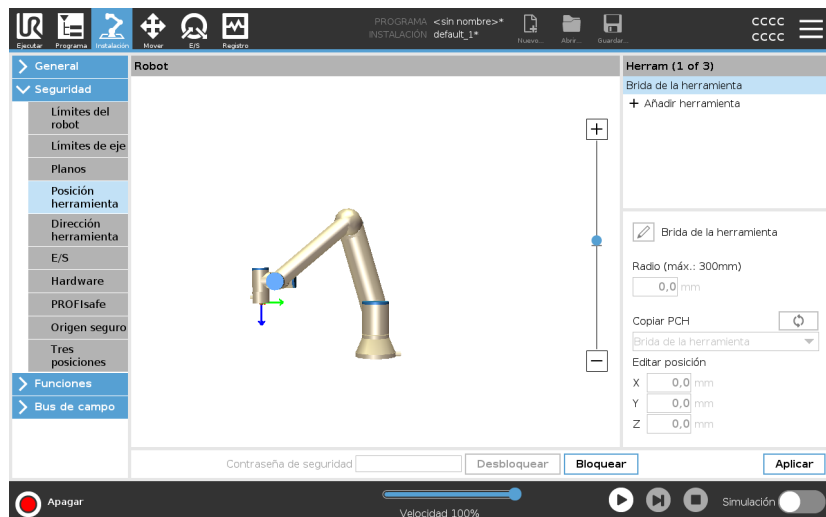 UR
PROGRAMA <sin nombre>*
INSTALACIÓN default_1*
Ejecutar Programa Instalación Mover E/S Registro
Nuevo... Abrir... Guardar...
cccc
cccc
General
Seguridad
Límites del
robot
Límites de eje
Planos
Posición
herramienta
Dirección
herramienta
E/S
Hardware
PROFIsafe
Origen seguro
Tres
posiciones
Funciones
Bus de campo
Robot
Herram (1 of 3)
Brida de la herramienta
+ Añadir herramienta
Brida de la herramienta
Radio (máx.: 300mm)
0,0 mm
Copiar PCH
Brida de la herramienta
Editar posición
X 0,0 mm
Y 0,0 mm
Z 0,0 mm
Contraseña de seguridad Desbloquear Bloquear Aplicar
Apagar
Velocidad 100%
Simulación